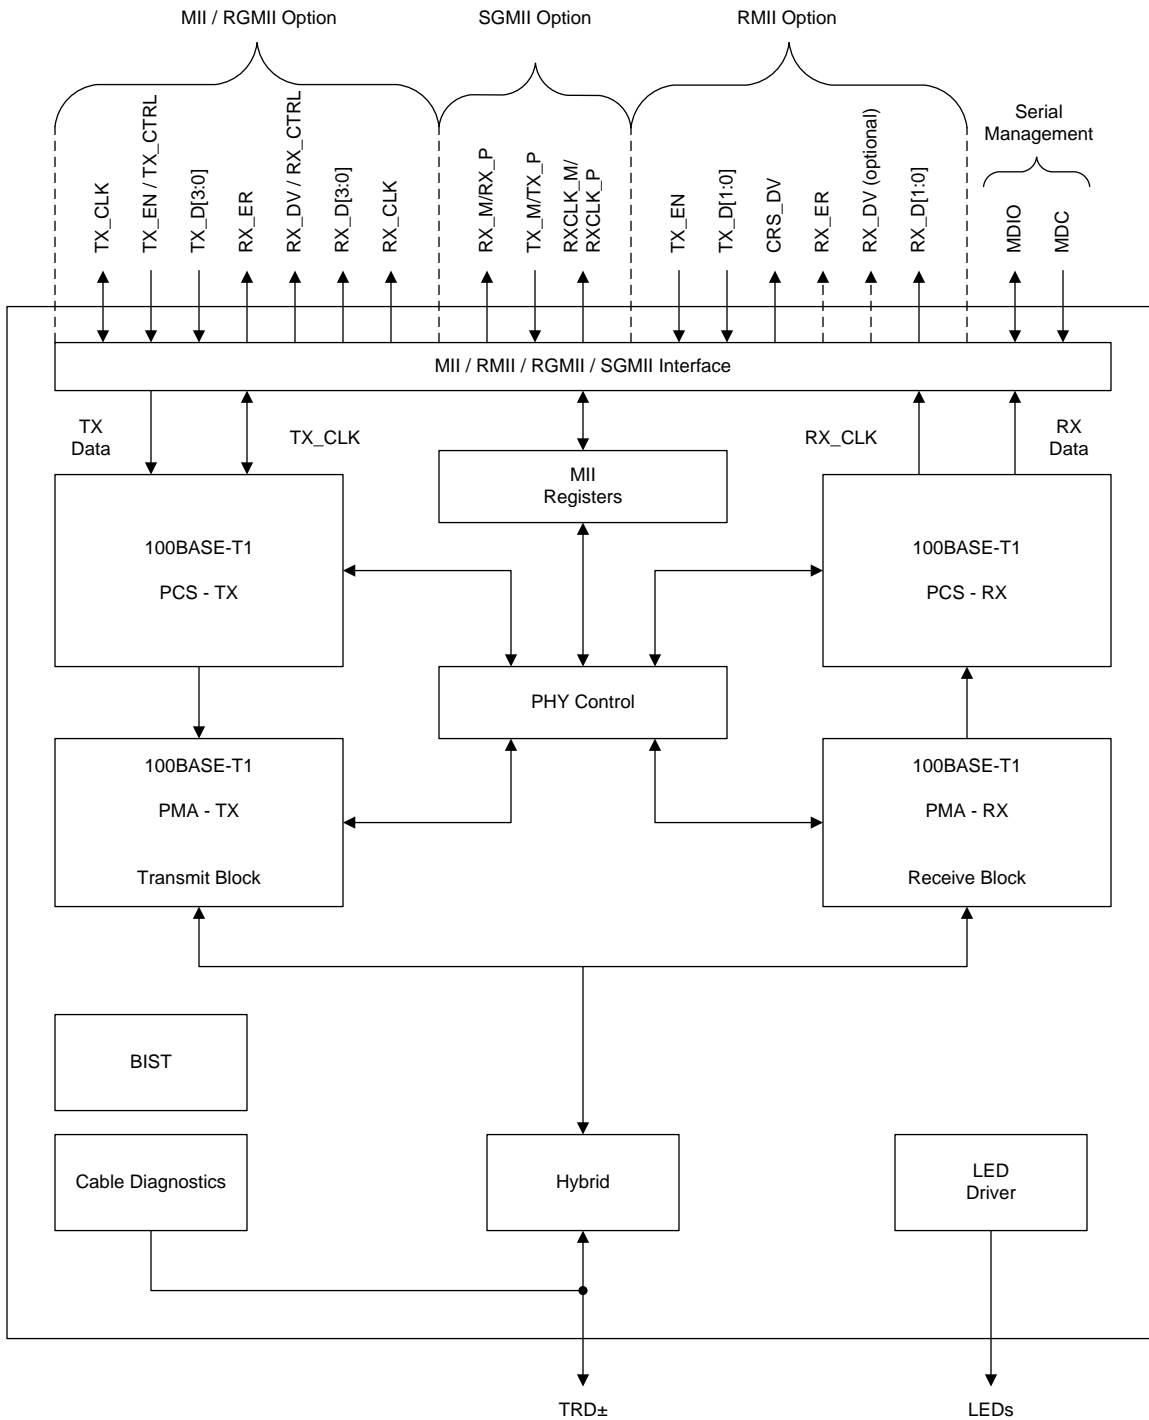 MII / RGMII Option
SGMII Option
RMII Option
Serial
Management
TX_CLK
TX_EN / TX_CTRL
TX_D[3:0]
RX_ER
RX_DV / RX_CTRL
RX_D[3:0]
RX_CLK
RX_M/RX_P
TX_M/TX_P
RXCLK_M/
RXCLK_P
TX_EN
TX_D[1:0]
CRS_DV
RX_ER
RX_DV (optional)
RX_D[1:0]
MDIO
MDC
MII / RMII / RGMII / SGMII Interface
TX
Data
TX_CLK
RX_CLK
RX
Data
MII
Registers
100BASE-T1
PCS - TX
100BASE-T1
PCS - RX
PHY Control
100BASE-T1
PMA - TX
Transmit Block
100BASE-T1
PMA - RX
Receive Block
BIST
Cable Diagnostics
Hybrid
LED
Driver
TRD±
LEDs